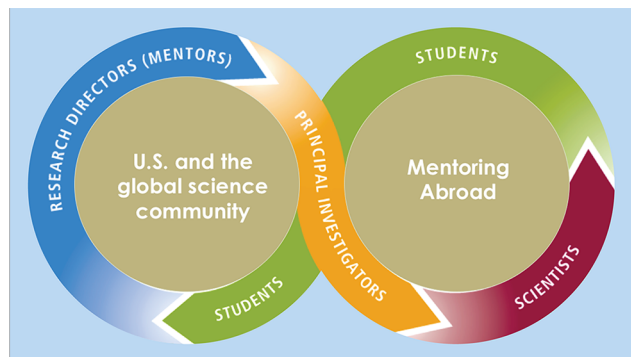 RESEARCH DIRECTORS (MENTORS)
PRINCIPAL INVESTIGATORS
STUDENTS
U.S. and the
global science
community
STUDENTS
Mentoring
Abroad
SCIENTISTS